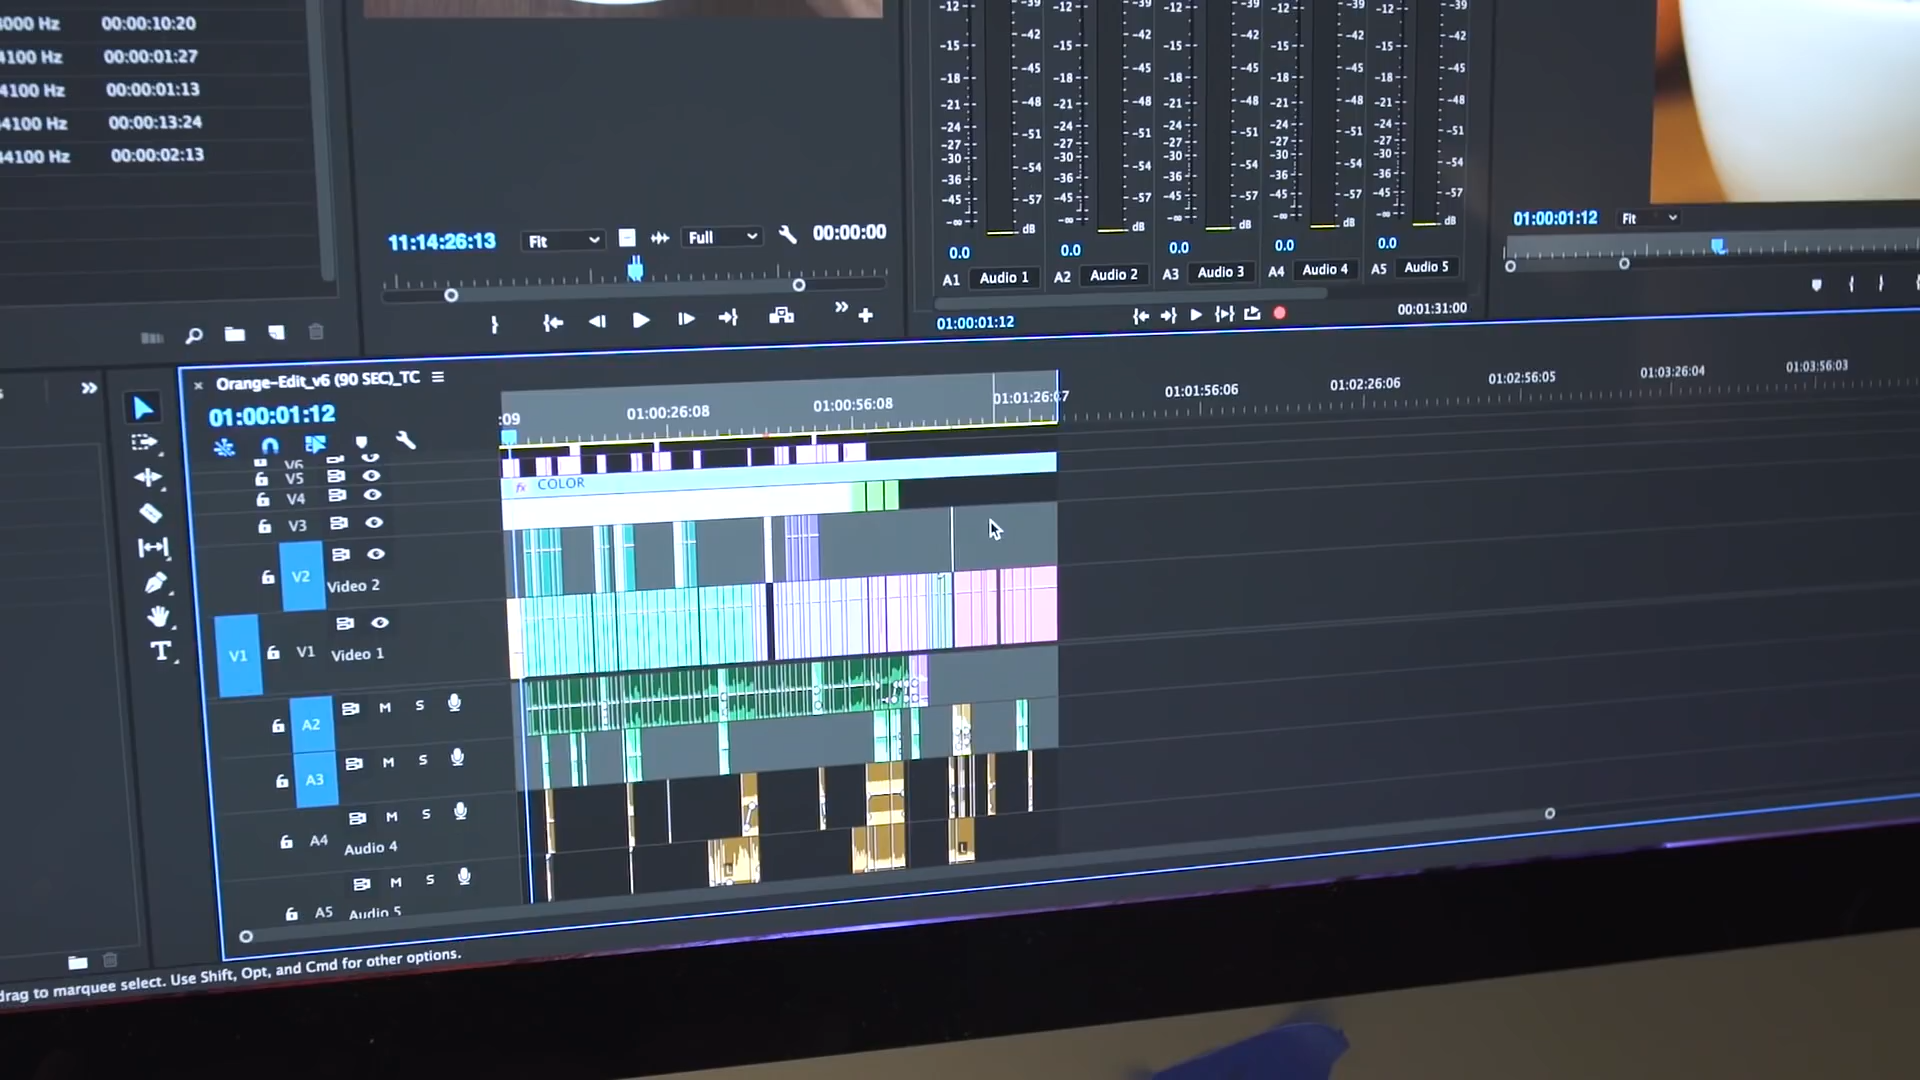 00:00:10:20
4100 Hz 00:00:01:27
4100 Hz 00:00:01:13
44100 Hz 00:00:13:24
44100 Hz 00:00:02:13
11:14:26:13 Fit Full 00:00:00
-12 -39 -12 -39 -12 -39 -12 -39 -12 -39
-15 -42 -15 -42 -15 -42 -15 -42 -15 -42
-18 -45 -18 -45 -18 -45 -18 -45 -18 -45
-21 -48 -21 -48 -21 -48 -21 -48 -21 -48
-24 -51 -24 -51 -24 -51 -24 -51 -24 -51
-27 -27 -27 -27 -27
-30 -54 -30 -54 -30 -54 -30 -54 -30 -54
-36 -36 -36 -36 -36
-45 -57 -45 -57 -45 -57 -45 -57 -45 -57
-∞ dB -∞ dB -∞ dB -∞ dB -∞ dB
0.0 0.0 0.0 0.0 0.0
A1 Audio 1 A2 Audio 2 A3 Audio 3 A4 Audio 4 A5 Audio 5
01:00:01:12 00:01:31:00
01:00:01:12 Fit
Orange-Edit_v6 (90 SEC)_TC
01:00:01:12
:09 01:00:26:08 01:00:56:08 01:01:26:07 01:01:56:06 01:02:26:06 01:02:56:05 01:03:26:04 01:03:56:03
V6
V5
fx COLOR
V4
V3
V2
Video 2
V1 V1 Video 1
A2 M S
A3 M S
A4 M S
Audio 4
A5 M S
Audio 5
T
L
L
drag to marquee select. Use Shift, Opt, and Cmd for other options.